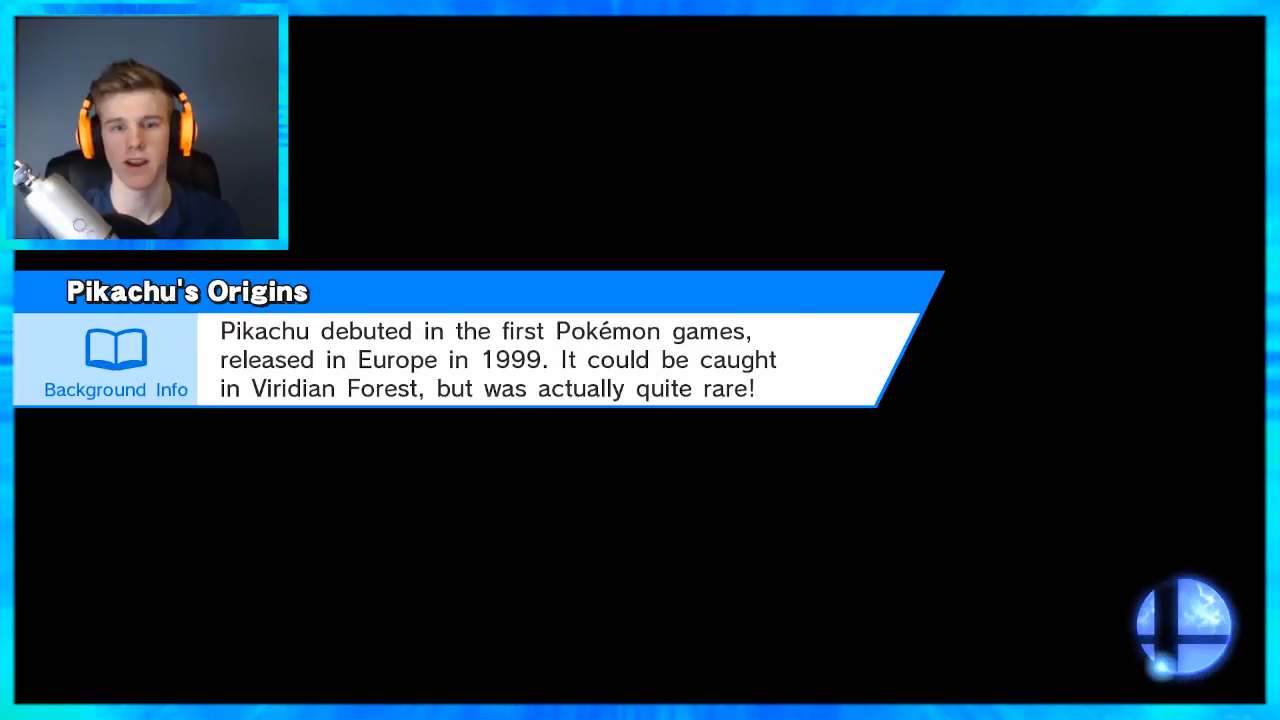 Pikachu's Origins
Pikachu debuted in the first Pokémon games,
released in Europe in 1999. It could be caught
in Viridian Forest, but was actually quite rare!
Background Info